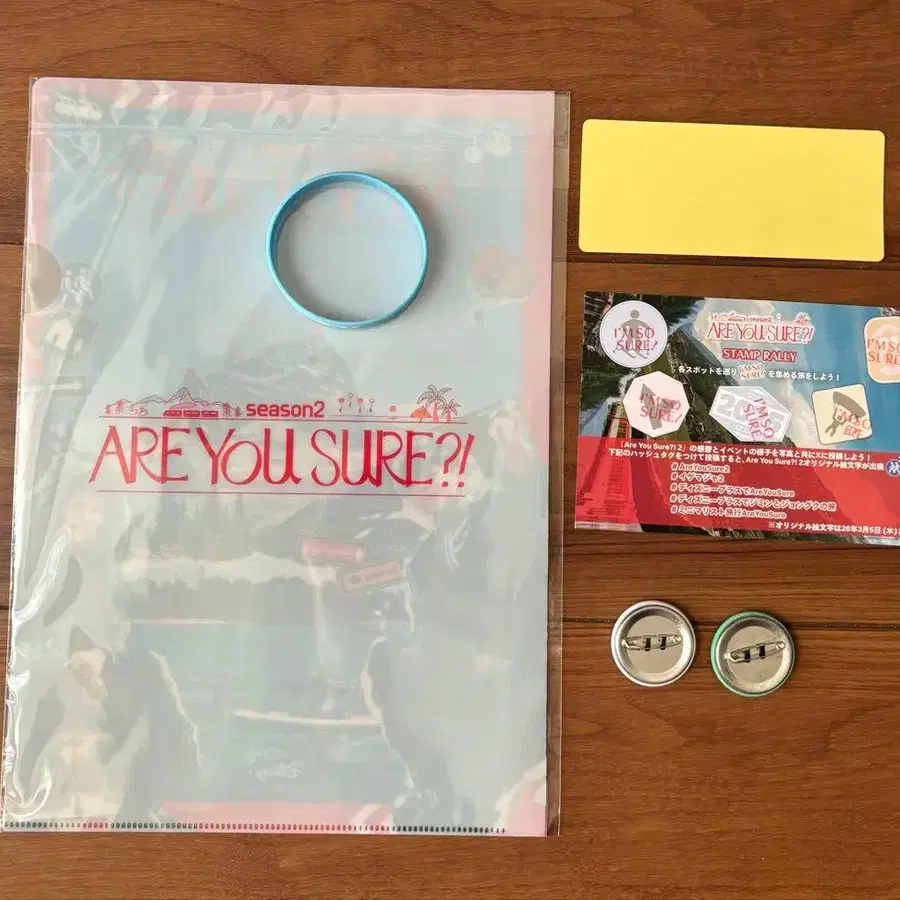 season2
ARE YOU SURE?!
I'M SO
SURE!
season2
ARE YOU SURE?!
STAMP RALLY
各スポットを巡り I'M SO SURE! を集める旅をしよう！
I'M SO
SURE!
I'M SO
SURE
I'M SO
SURE
I'M SO
「Are You Sure?! 2」の感想とイベントの様子を写真と共にXに投稿しよう！
下記のハッシュタグをつけて投稿すると、Are You Sure?! 2オリジナル絵文字が出現
# AreYouSure2
# イゲマジャ2
# ディズニープラスでAreYouSure
# ディズニープラスでジミンとジョングクの旅
# ミニマリスト旅行AreYouSure
※オリジナル絵文字は26年3月5日 (木)